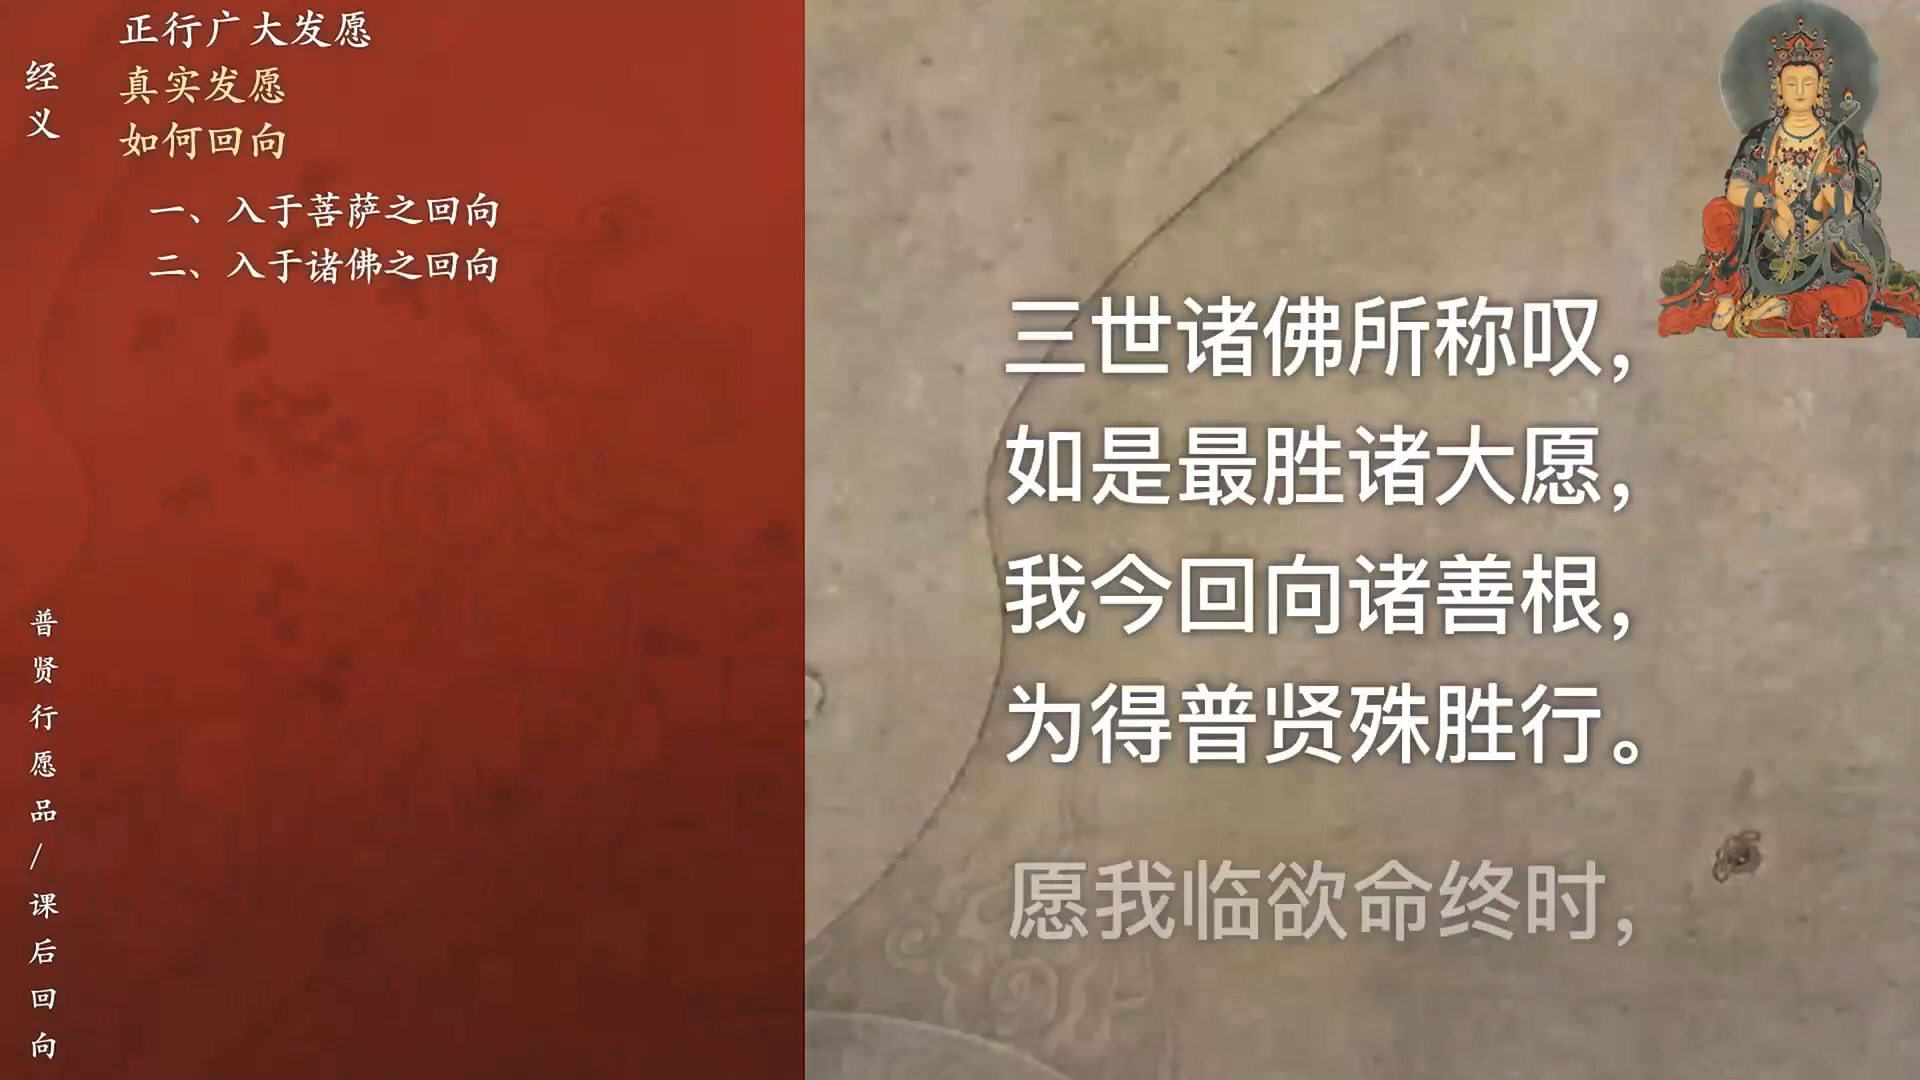 经义
正行广大发愿
真实发愿
如何回向
一、入于菩萨之回向
二、入于诸佛之回向
普贤行愿品/课后回向
三世诸佛所称叹，
如是最胜诸大愿，
我今回向诸善根，
为得普贤殊胜行。
愿我临欲命终时，